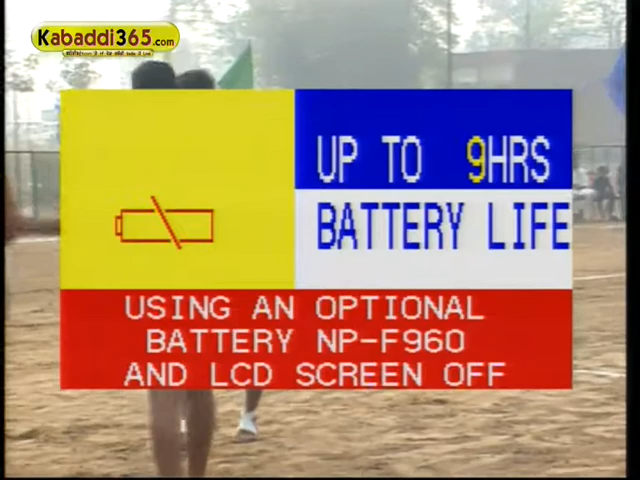 Kabaddi365.com
UP TO 9HRS
BATTERY LIFE
USING AN OPTIONAL
BATTERY NP-F960
AND LCD SCREEN OFF